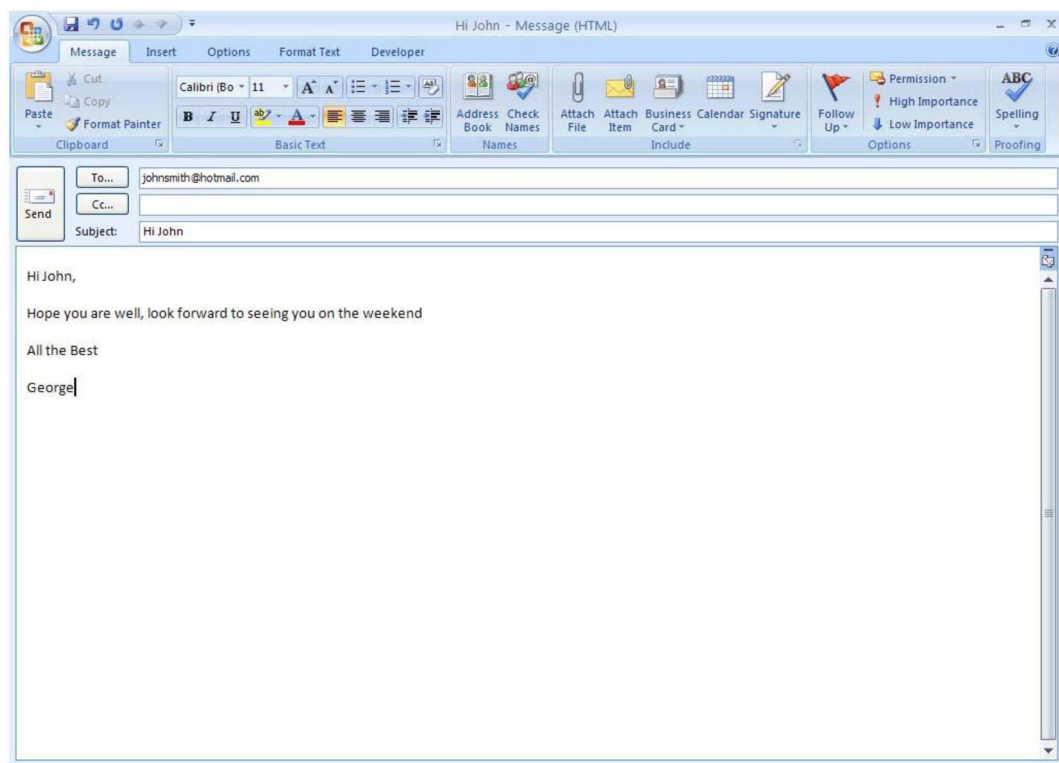 Hi John - Message (HTML)
Message Insert Options Format Text Developer
Paste
Cut
Copy
Format Painter
Clipboard
Calibri (Bo 11
B I U ab A
Basic Text
Address Book
Check Names
Names
Attach File
Attach Item
Business Card
Calendar
Signature
Include
Follow Up
Permission
High Importance
Low Importance
Options
ABC
Spelling
Proofing
Send
To... johnsmith@hotmail.com
Cc...
Subject: Hi John
Hi John,
Hope you are well, look forward to seeing you on the weekend
All the Best
George